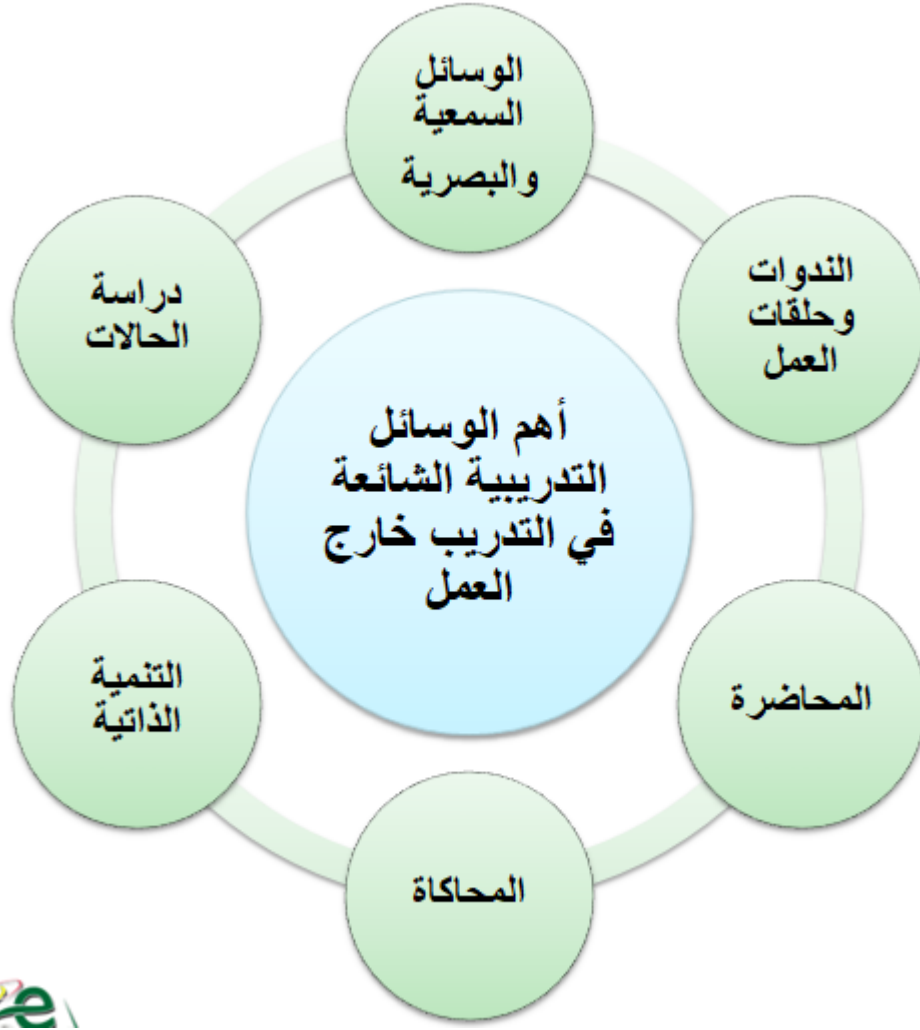 الوسائل
السمعية
والبصرية
الندوات
وحلقات
العمل
دراسة
الحالات
أهم الوسائل
التدريبية الشائعة
في التدريب خارج
العمل
المحاضرة
التنمية
الذاتية
المحاكاة